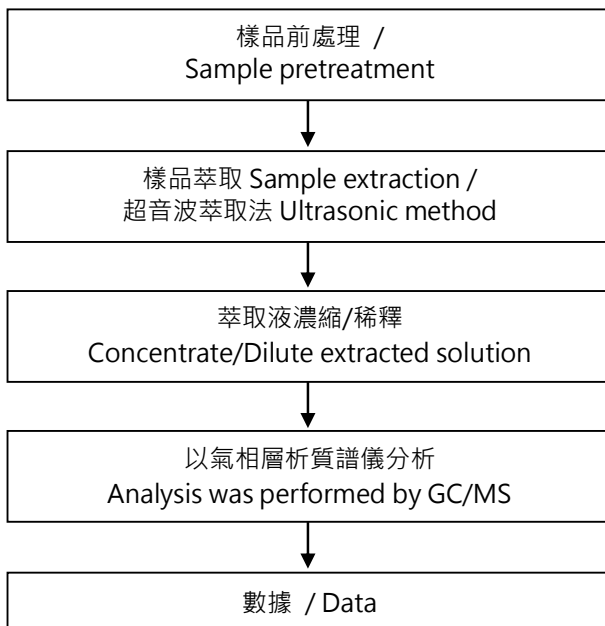 樣品前處理 /
Sample pretreatment
樣品萃取 Sample extraction /
超音波萃取法 Ultrasonic method
萃取液濃縮/稀釋
Concentrate/Dilute extracted solution
以氣相層析質譜儀分析
Analysis was performed by GC/MS
數據 / Data